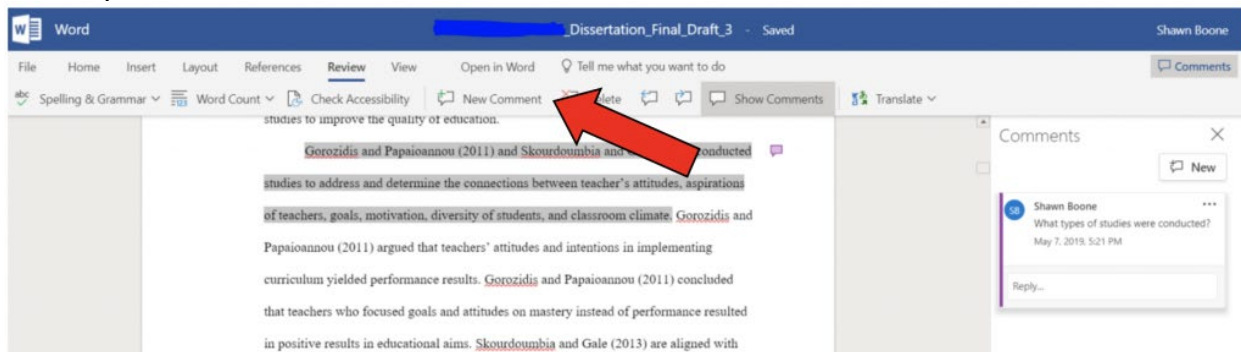 Word
_Dissertation_Final_Draft_3 - Saved
Shawn Boone
File Home Insert Layout References Review View Open in Word Tell me what you want to do Comments
abc Spelling & Grammar Word Count 123 Check Accessibility New Comment Show Comments Translate
studies to improve the quality of education.
Gorozidis and Papaioannou (2011) and Skourdoumbia and conducted
studies to address and determine the connections between teacher's attitudes, aspirations
of teachers, goals, motivation, diversity of students, and classroom climate. Gorozidis and
Papaioannou (2011) argued that teachers' attitudes and intentions in implementing
curriculum yielded performance results. Gorozidis and Papaioannou (2011) concluded
that teachers who focused goals and attitudes on mastery instead of performance resulted
in positive results in educational aims. Skourdoumbia and Gale (2013) are aligned with
Comments
New
SB Shawn Boone
What types of studies were conducted?
May 7, 2019, 5:21 PM
Reply...